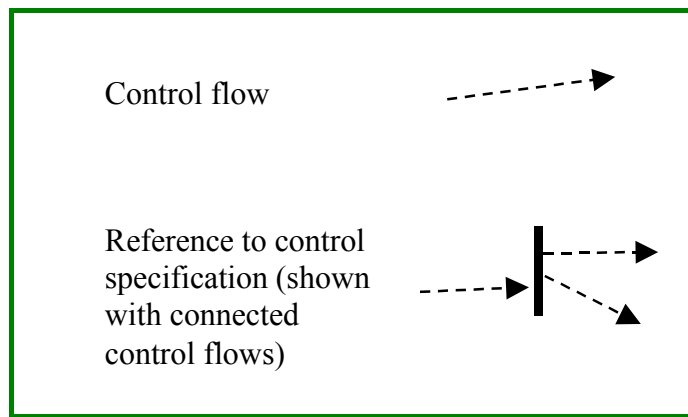 Control flow
Reference to control
specification (shown
with connected
control flows)